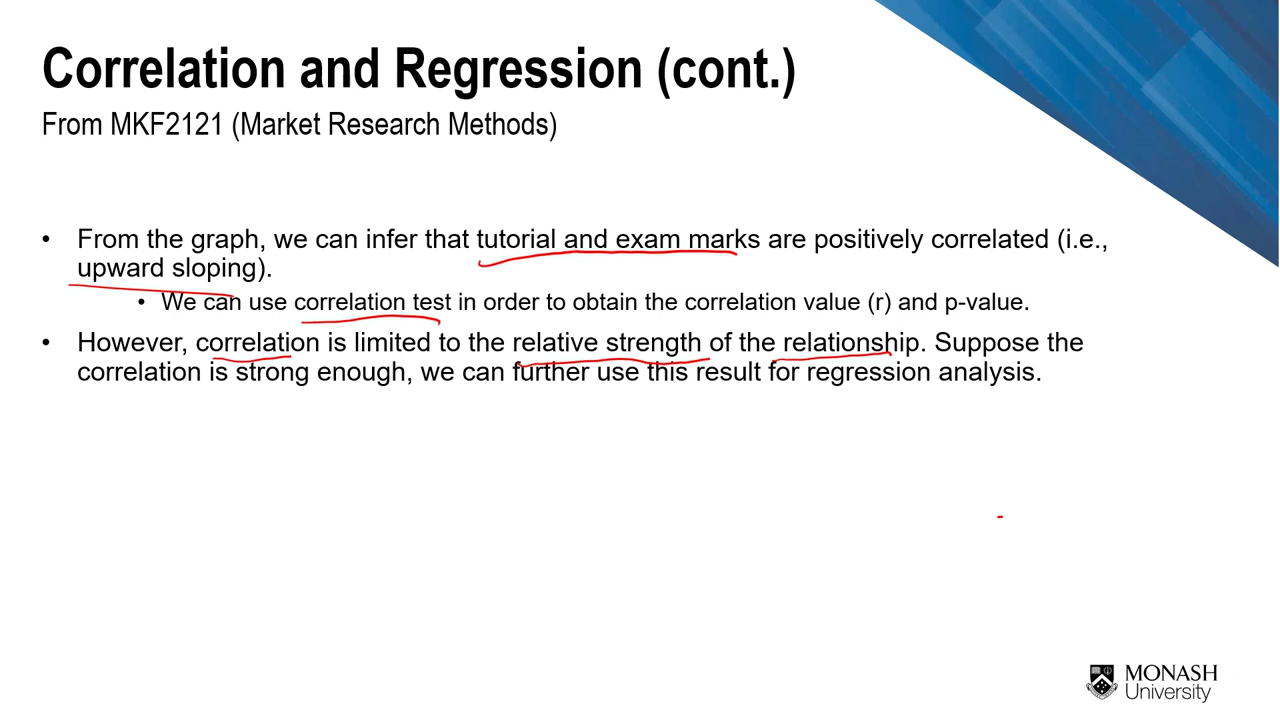 Correlation and Regression (cont.)
From MKF2121 (Market Research Methods)
• From the graph, we can infer that tutorial and exam marks are positively correlated (i.e.,
upward sloping).
• We can use correlation test in order to obtain the correlation value (r) and p-value.
• However, correlation is limited to the relative strength of the relationship. Suppose the
correlation is strong enough, we can further use this result for regression analysis.
MONASH
University